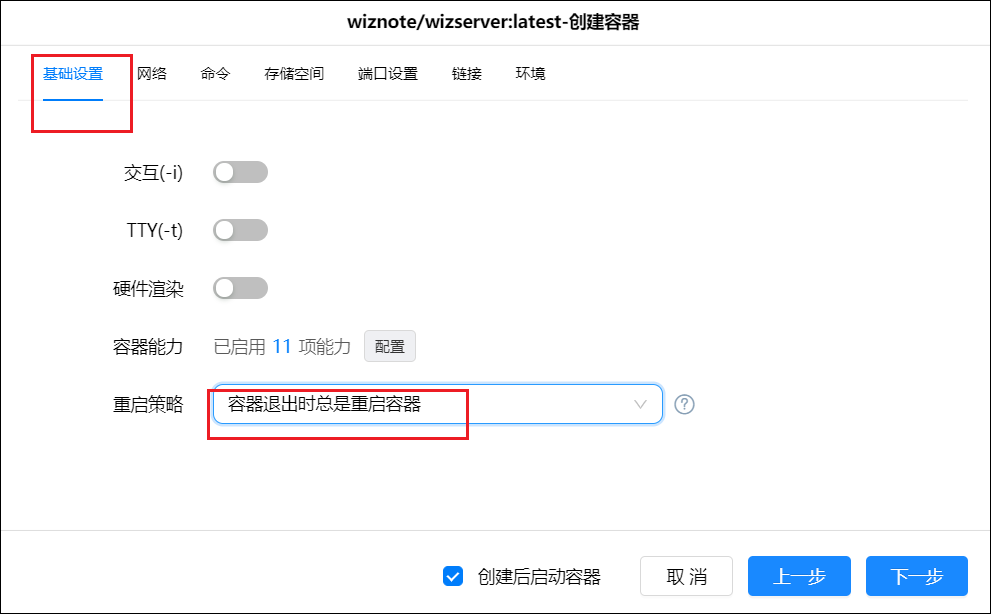 wiznote/wizserver:latest-创建容器
基础设置 网络 命令 存储空间 端口设置 链接 环境
交互(-i)
TTY(-t)
硬件渲染
容器能力 已启用 11 项能力 配置
重启策略 容器退出时总是重启容器 ?
创建后启动容器 取 消 上一步 下一步